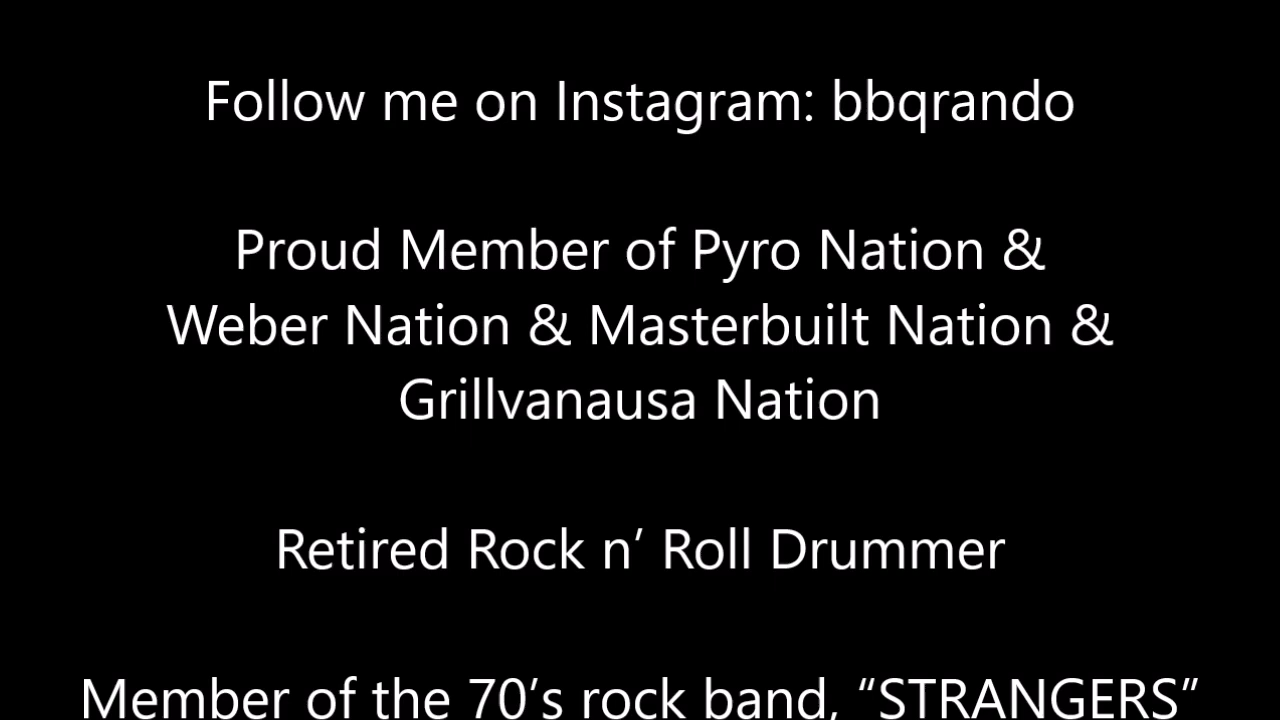 Follow me on Instagram: bbqrando
Proud Member of Pyro Nation &
Weber Nation & Masterbuilt Nation &
Grillvanausa Nation
Retired Rock n’ Roll Drummer
Member of the 70’s rock band, “STRANGERS”